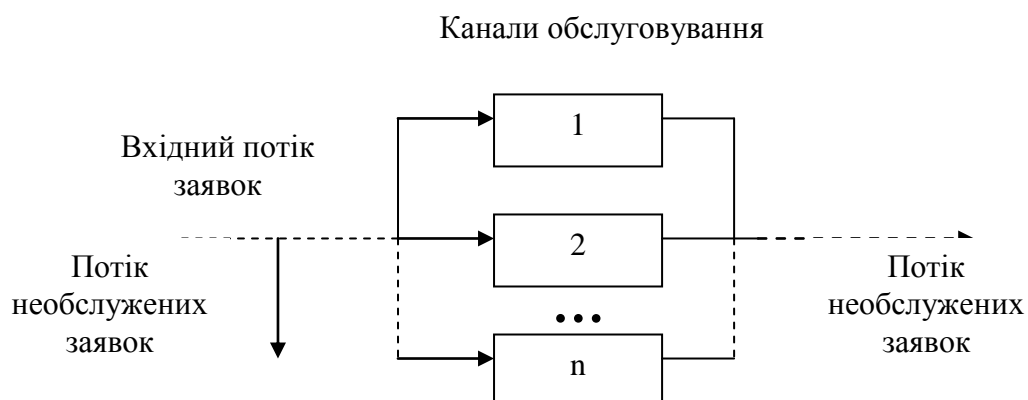 Канали обслуговування
1
Вхідний потік
заявок
2
Потік
необслужених
заявок
Потік
необслужених
заявок
n